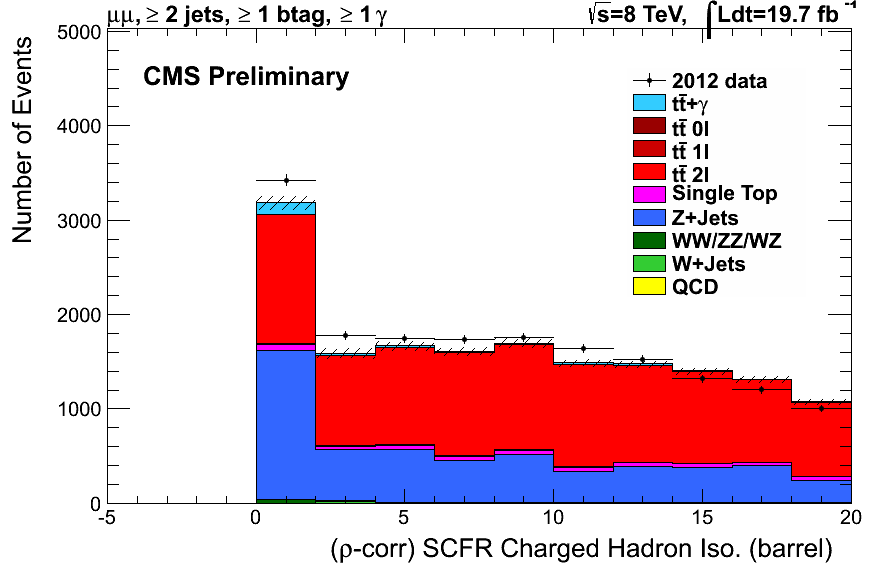 μμ, ≥ 2 jets, ≥ 1 btag, ≥ 1 γ
√s=8 TeV, ∫Ldt=19.7 fb⁻¹
CMS Preliminary
Number of Events
5000
4000
3000
2000
1000
0
2012 data
tt̄+γ
tt̄ 0l
tt̄ 1l
tt̄ 2l
Single Top
Z+Jets
WW/ZZ/WZ
W+Jets
QCD
-5 0 5 10 15 20
(ρ-corr) SCFR Charged Hadron Iso. (barrel)